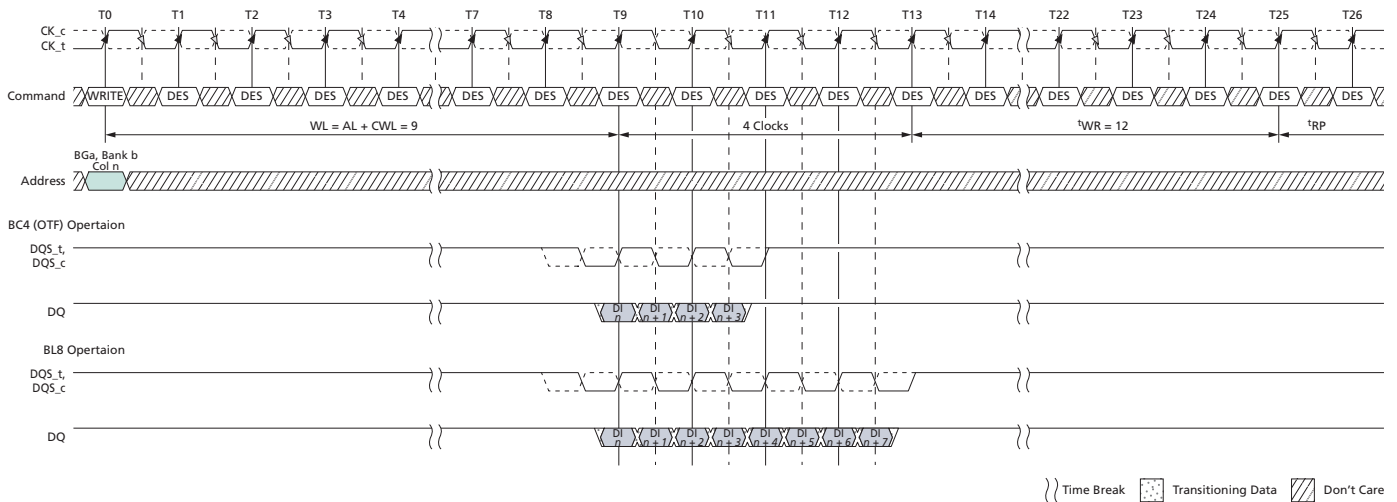 T0 T1 T2 T3 T4 T7 T8 T9 T10 T11 T12 T13 T14 T22 T23 T24 T25 T26
CK_c
CK_t
Command WRITE DES DES DES DES DES DES DES DES DES DES DES DES DES DES DES DES DES
WL = AL + CWL = 9 4 Clocks tWR = 12 tRP
BGa, Bank b
Col n
Address
BC4 (OTF) Opertaion
DQS_t,
DQS_c
DQ DI n DI n + 1 DI n + 2 DI n + 3
BL8 Opertaion
DQS_t,
DQS_c
DQ DI n DI n + 1 DI n + 2 DI n + 3 DI n + 4 DI n + 5 DI n + 6 DI n + 7
Time Break Transitioning Data Don't Care